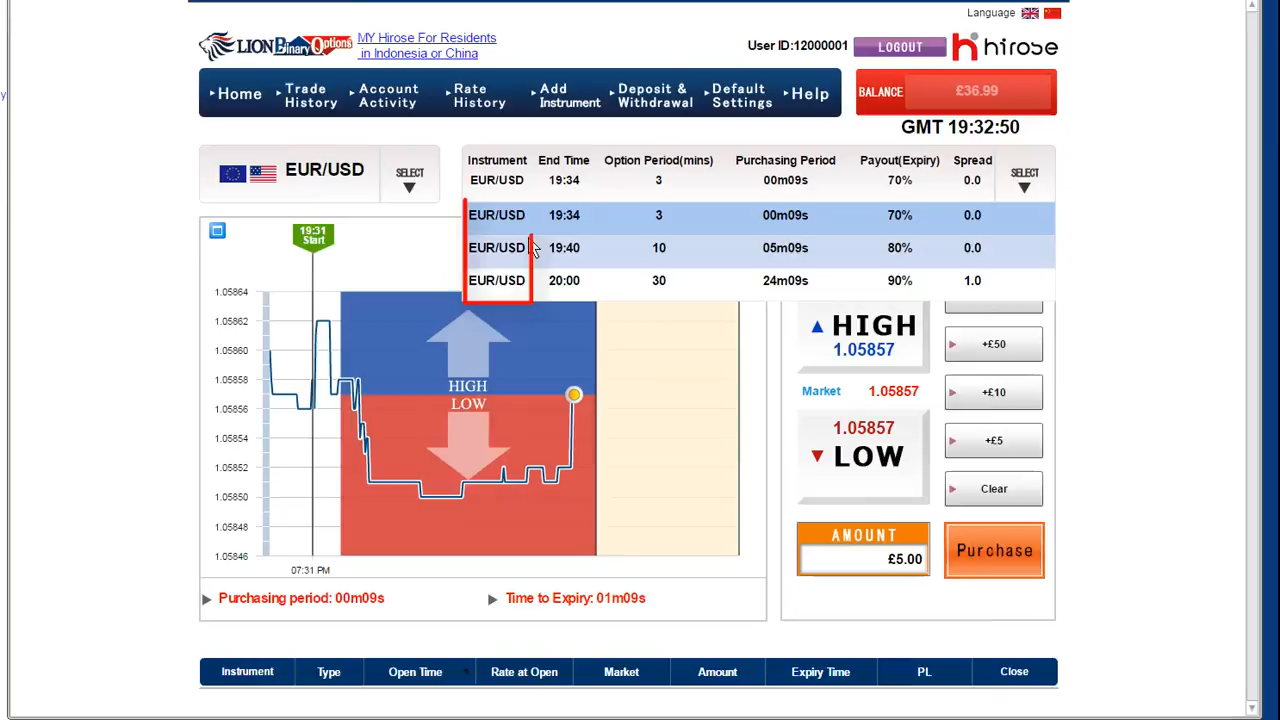 Language
LION Binary Options
MY Hirose For Residents
in Indonesia or China
User ID:12000001
LOGOUT
hirose
Home
Trade History
Account Activity
Rate History
Add Instrument
Deposit & Withdrawal
Default Settings
Help
BALANCE
£36.99
GMT 19:32:50
y
EUR/USD
SELECT
Instrument End Time Option Period(mins) Purchasing Period Payout(Expiry) Spread
EUR/USD 19:34 3 00m09s 70% 0.0
SELECT
EUR/USD 19:34 3 00m09s 70% 0.0
EUR/USD 19:40 10 05m09s 80% 0.0
EUR/USD 20:00 30 24m09s 90% 1.0
19:31
Start
1.05864
1.05862
1.05860
1.05858
1.05856
1.05854
1.05852
1.05850
1.05848
1.05846
HIGH
LOW
07:31 PM
Purchasing period: 00m09s
Time to Expiry: 01m09s
HIGH
1.05857
Market 1.05857
1.05857
LOW
+£50
+£10
+£5
Clear
AMOUNT
£5.00
Purchase
Instrument Type Open Time Rate at Open Market Amount Expiry Time PL Close